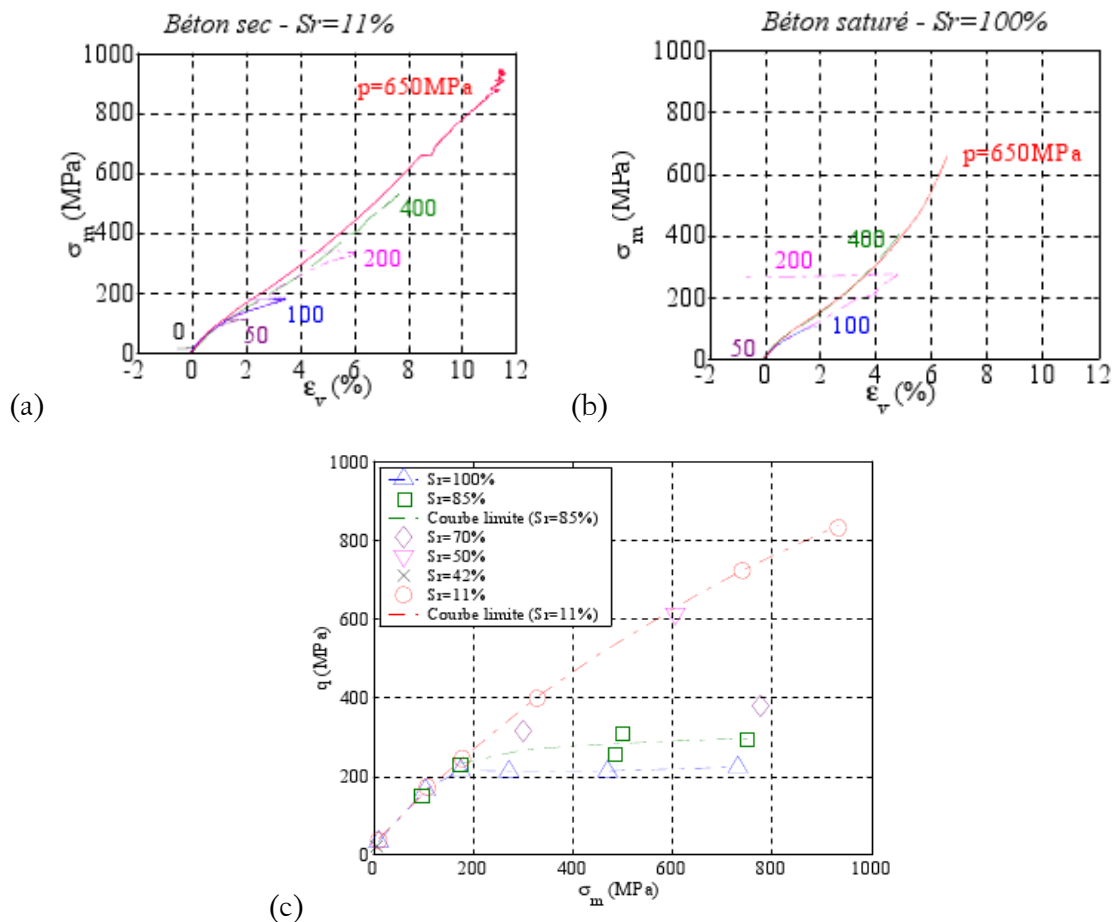 Béton sec - Sr=11%
1000
800
600
400
200
0
σm (MPa)
p=650MPa
400
200
100
50
0
-2 0 2 4 6 8 10 12
εv (%)
(a)
Béton saturé - Sr=100%
1000
800
600
400
200
0
σm (MPa)
p=650MPa
400
200
100
50
-2 0 2 4 6 8 10 12
εv (%)
(b)
1000
800
600
400
200
0
q (MPa)
Sr=100%
Sr=85%
Courbe limite (Sr=85%)
Sr=70%
Sr=50%
Sr=42%
Sr=11%
Courbe limite (Sr=11%)
0 200 400 600 800 1000
σm (MPa)
(c)